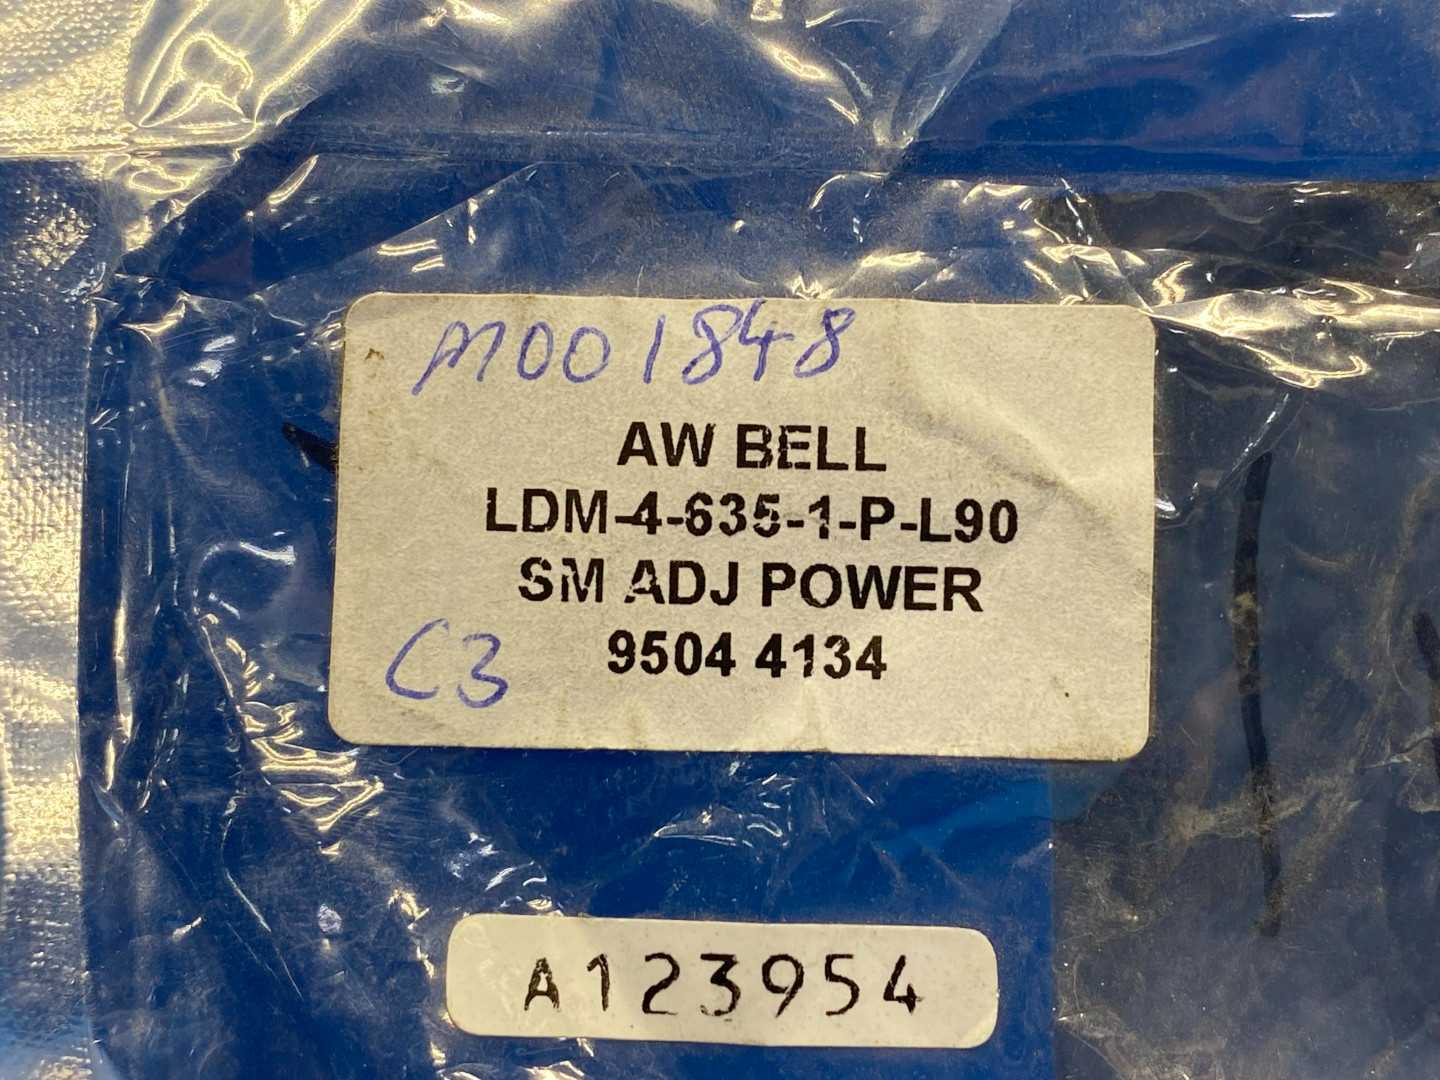 M001848
AW BELL
LDM-4-635-1-P-L90
SM ADJ POWER
C3 9504 4134
A123954